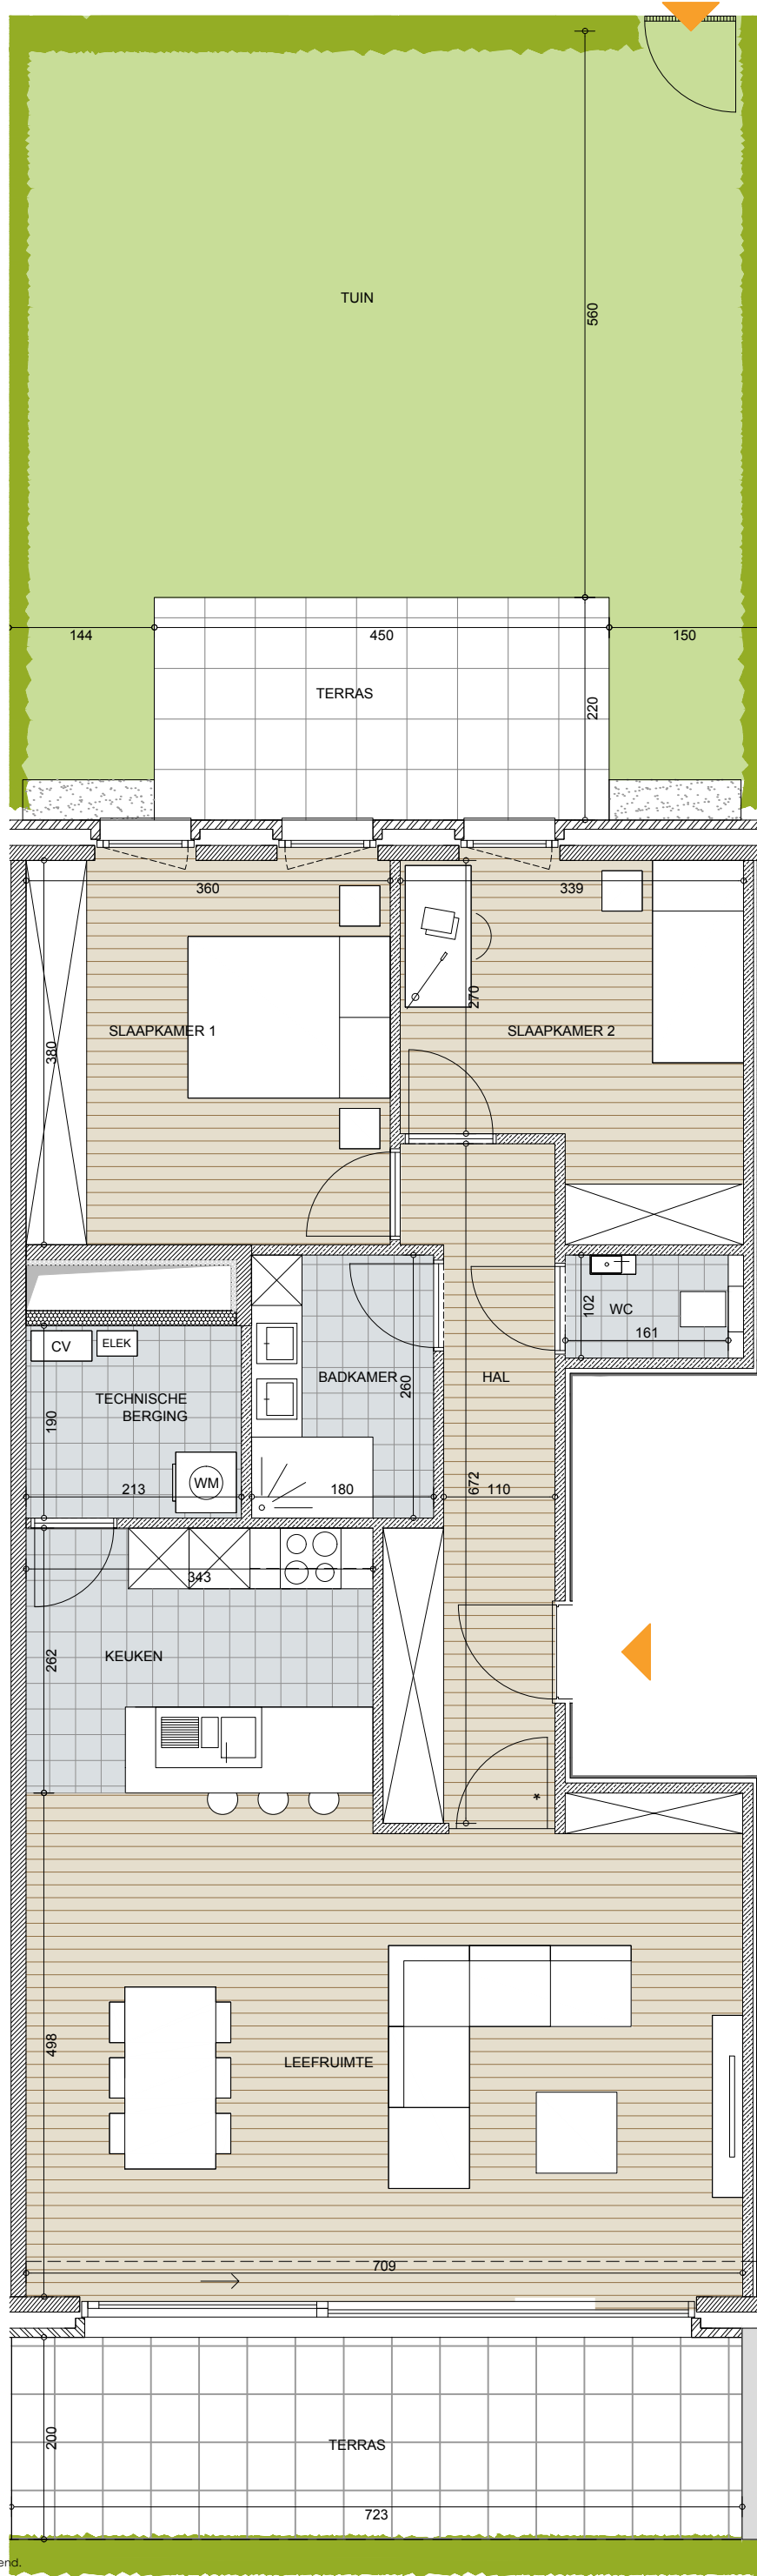 TUIN
560
144
450
150
TERRAS
220
360
339
270
SLAAPKAMER 1
SLAAPKAMER 2
380
102
WC
161
CV
ELEK
BADKAMER
260
HAL
TECHNISCHE
BERGING
190
WM
213
180
672
110
343
KEUKEN
262
*
498
LEEFRUIMTE
709
200
TERRAS
723
end.